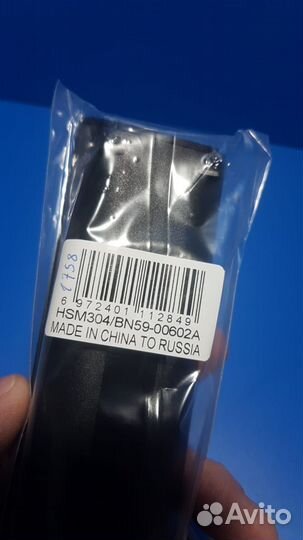 1758
6 972401 112849
HSM304/BN59-00602A
MADE IN CHINA TO RUSSIA
Avito